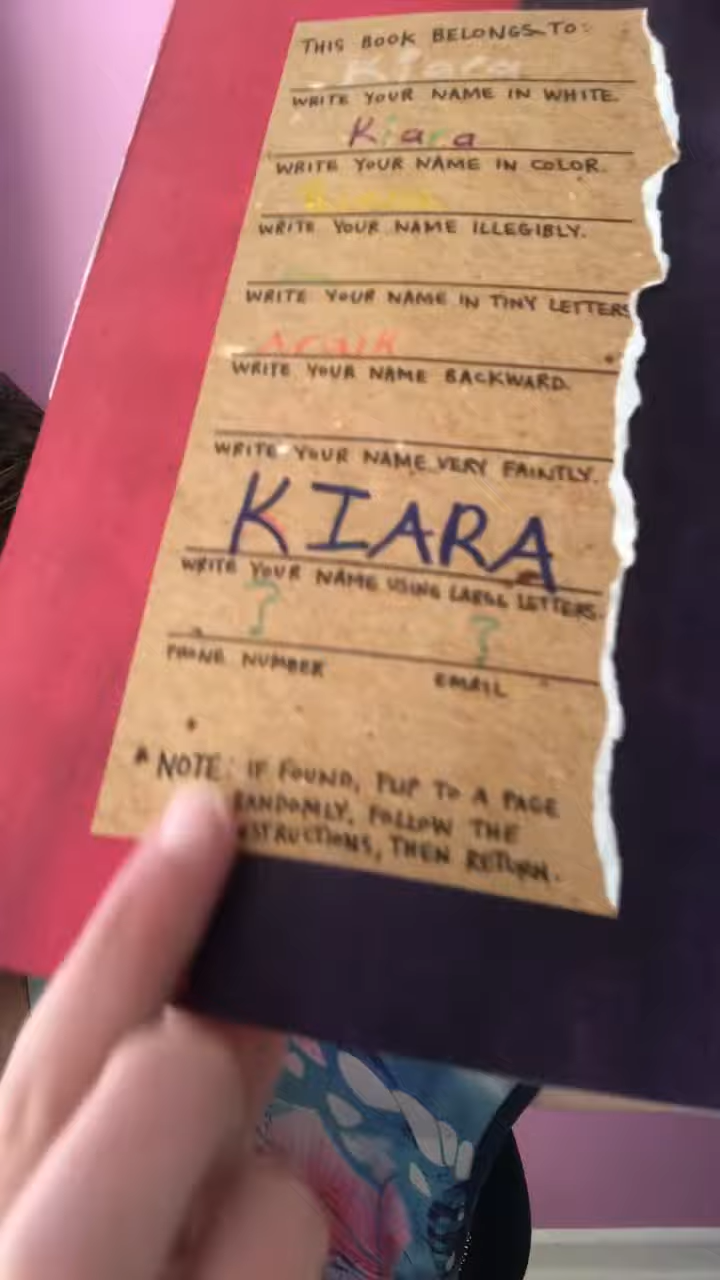 THIS BOOK BELONGS TO:
Kiara
WRITE YOUR NAME IN WHITE.
Kiara
WRITE YOUR NAME IN COLOR.
WRITE YOUR NAME ILLEGIBLY.
WRITE YOUR NAME IN TINY LETTERS
AraiK
WRITE YOUR NAME BACKWARD.
WRITE YOUR NAME VERY FAINTLY.
KIARA
WRITE YOUR NAME USING LARGE LETTERS.
? ?
PHONE NUMBER EMAIL
* NOTE: IF FOUND, FLIP TO A PAGE
RANDOMLY, FOLLOW THE
STRUCTIONS, THEN RETURN.